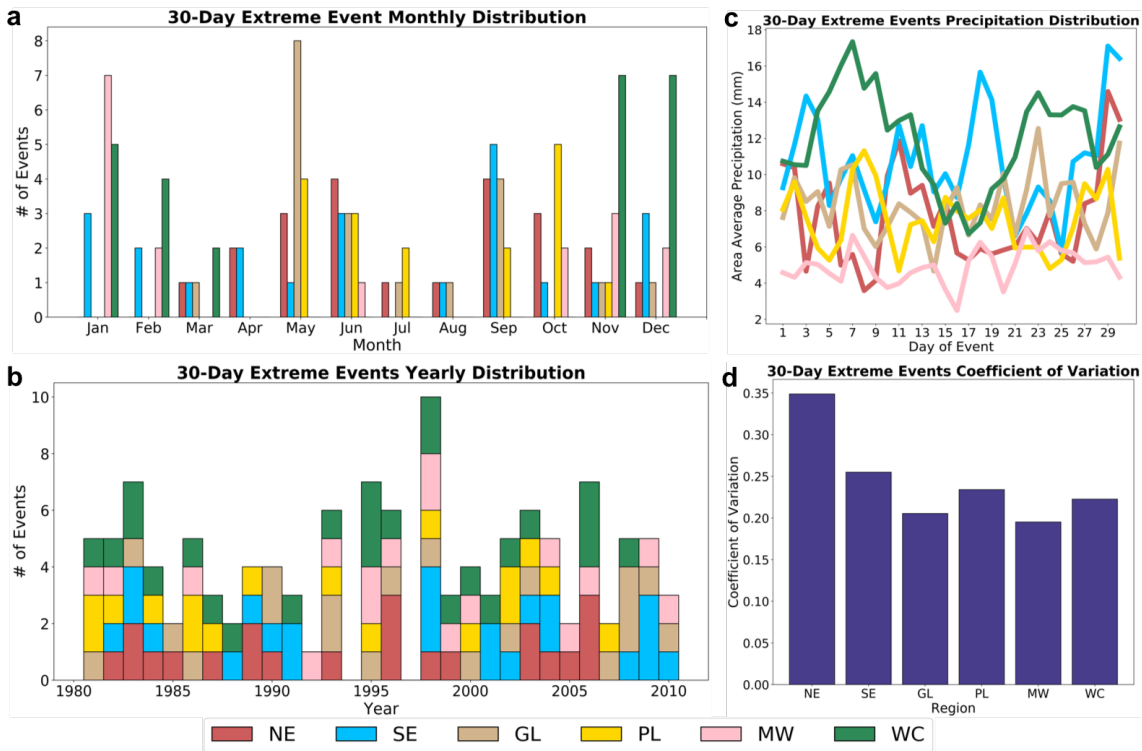 a
30-Day Extreme Event Monthly Distribution
8
7
6
5
4
3
2
1
0
# of Events
Jan Feb Mar Apr May Jun Jul Aug Sep Oct Nov Dec
Month
b
30-Day Extreme Events Yearly Distribution
10
8
6
4
2
0
# of Events
1980 1985 1990 1995 2000 2005 2010
Year
c
30-Day Extreme Events Precipitation Distribution
18
16
14
12
10
8
6
4
2
Area Average Precipitation (mm)
1 3 5 7 9 11 13 15 17 19 21 23 25 27 29
Day of Event
d
30-Day Extreme Events Coefficient of Variation
0.35
0.30
0.25
0.20
0.15
0.10
0.05
0.00
Coefficient of Variation
NE SE GL PL MW WC
Region
NE SE GL PL MW WC